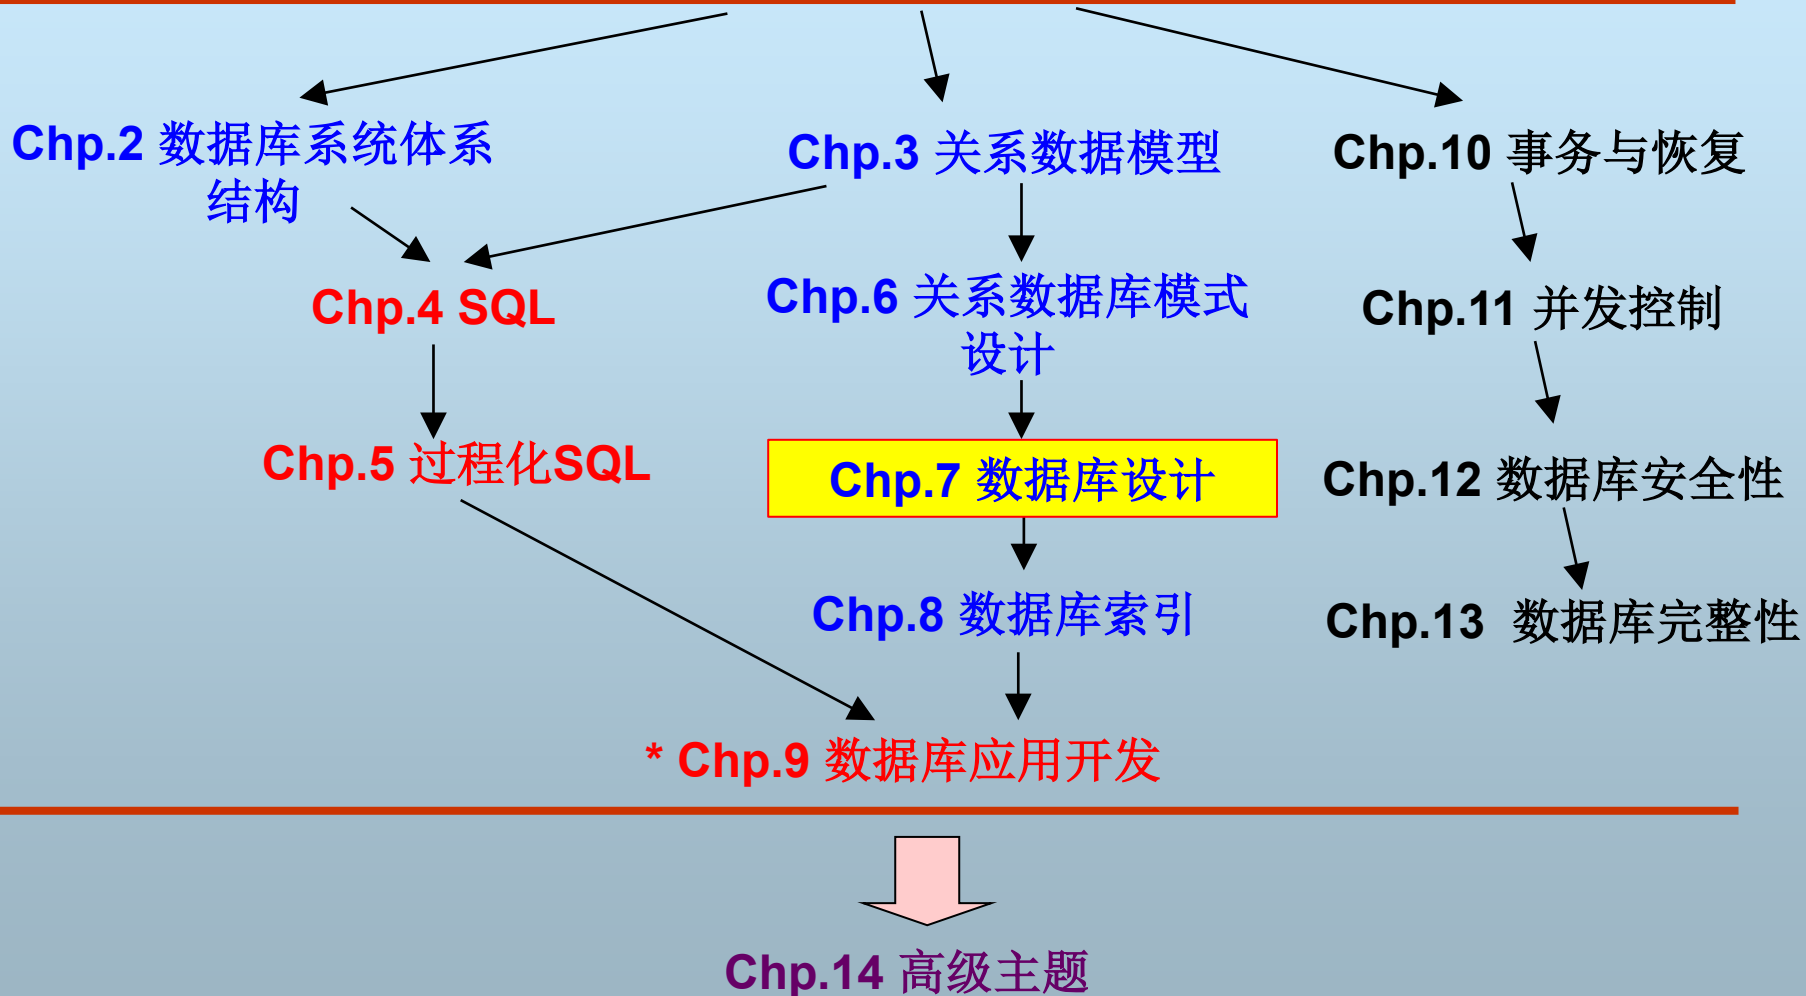 Chp.2 数据库系统体系
结构
Chp.3 关系数据模型
Chp.10 事务与恢复
Chp.4 SQL
Chp.6 关系数据库模式
设计
Chp.11 并发控制
Chp.5 过程化SQL
Chp.7 数据库设计
Chp.12 数据库安全性
Chp.8 数据库索引
Chp.13 数据库完整性
* Chp.9 数据库应用开发
Chp.14 高级主题